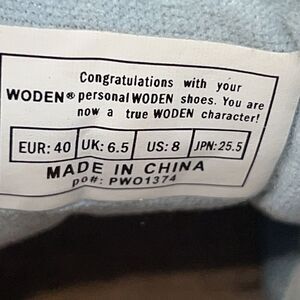 Congratulations with your
WODEN® personal WODEN shoes. You are
now a true WODEN character!
EUR: 40 UK: 6.5 US: 8 JPN: 25.5
MADE IN CHINA
po#: PWO1374